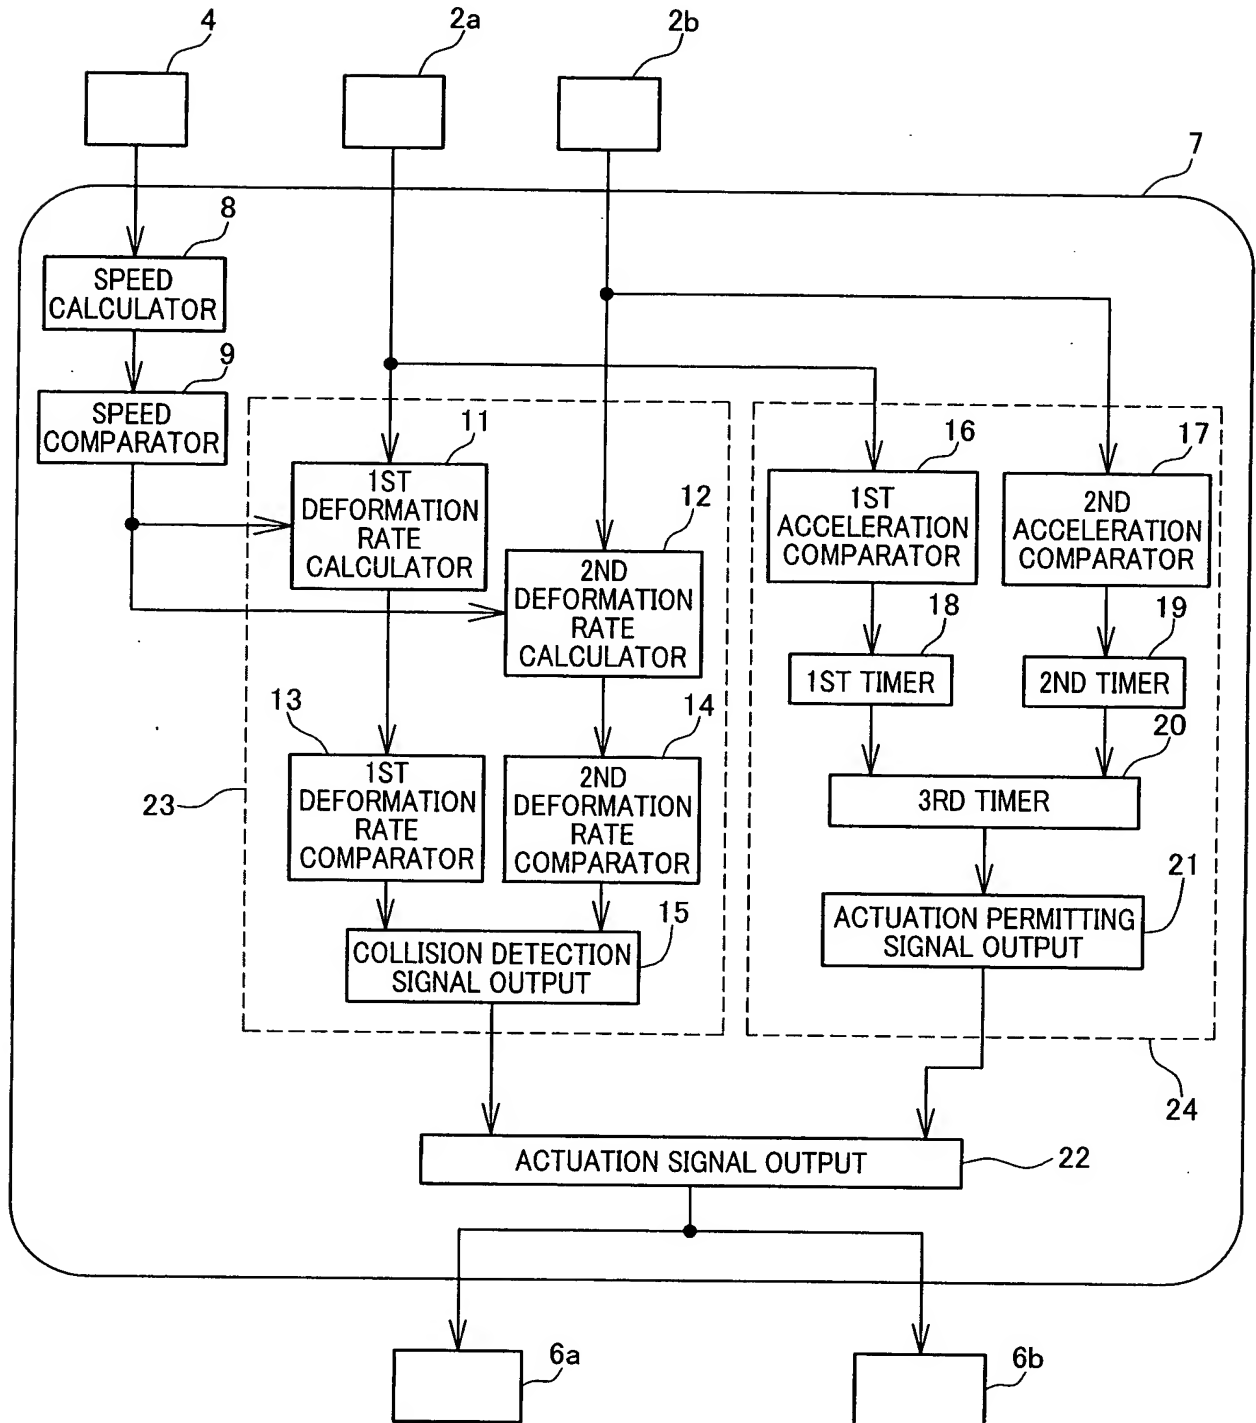 4
2a
2b
7
8
SPEED
CALCULATOR
9
SPEED
COMPARATOR
11
1ST
DEFORMATION
RATE
CALCULATOR
12
2ND
DEFORMATION
RATE
CALCULATOR
16
1ST
ACCELERATION
COMPARATOR
17
2ND
ACCELERATION
COMPARATOR
18
1ST TIMER
19
2ND TIMER
13
1ST
DEFORMATION
RATE
COMPARATOR
14
2ND
DEFORMATION
RATE
COMPARATOR
20
3RD TIMER
23
15
COLLISION DETECTION
SIGNAL OUTPUT
21
ACTUATION PERMITTING
SIGNAL OUTPUT
24
ACTUATION SIGNAL OUTPUT
22
6a
6b